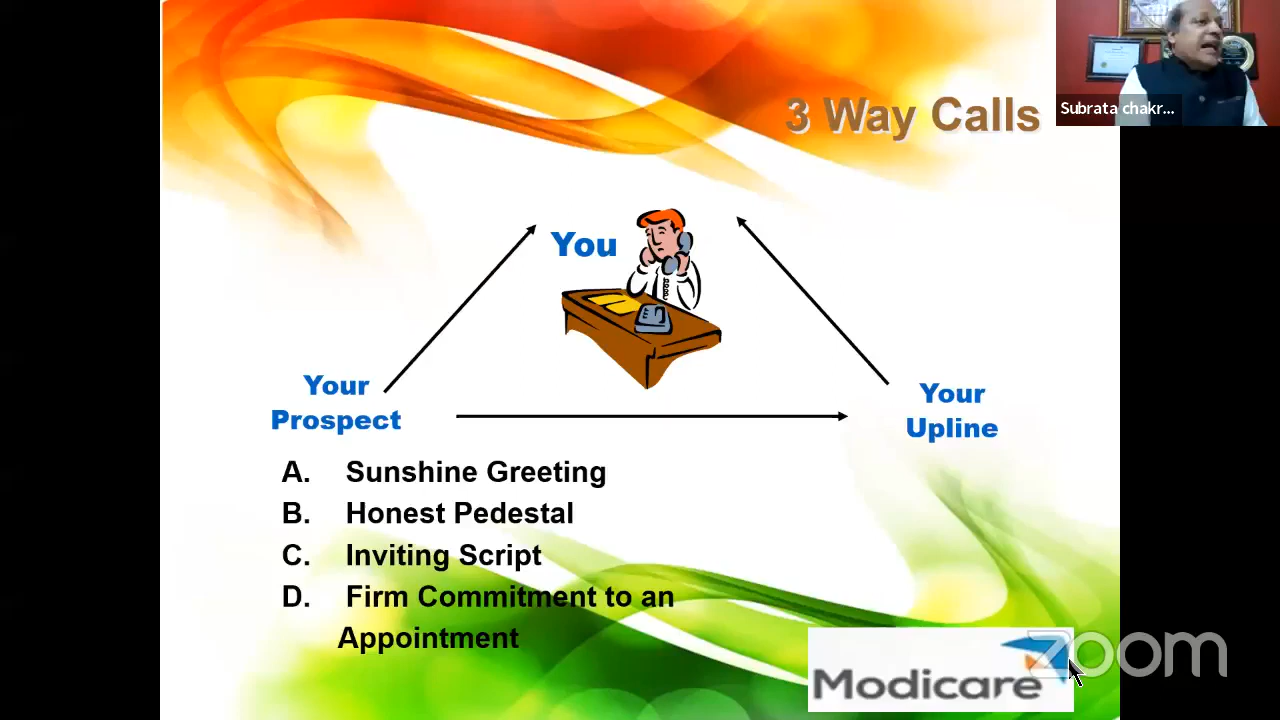 3 Way Calls
Subrata chakr...
You
Your
Prospect
Your
Upline
A. Sunshine Greeting
B. Honest Pedestal
C. Inviting Script
D. Firm Commitment to an
Appointment
Modicare
zoom